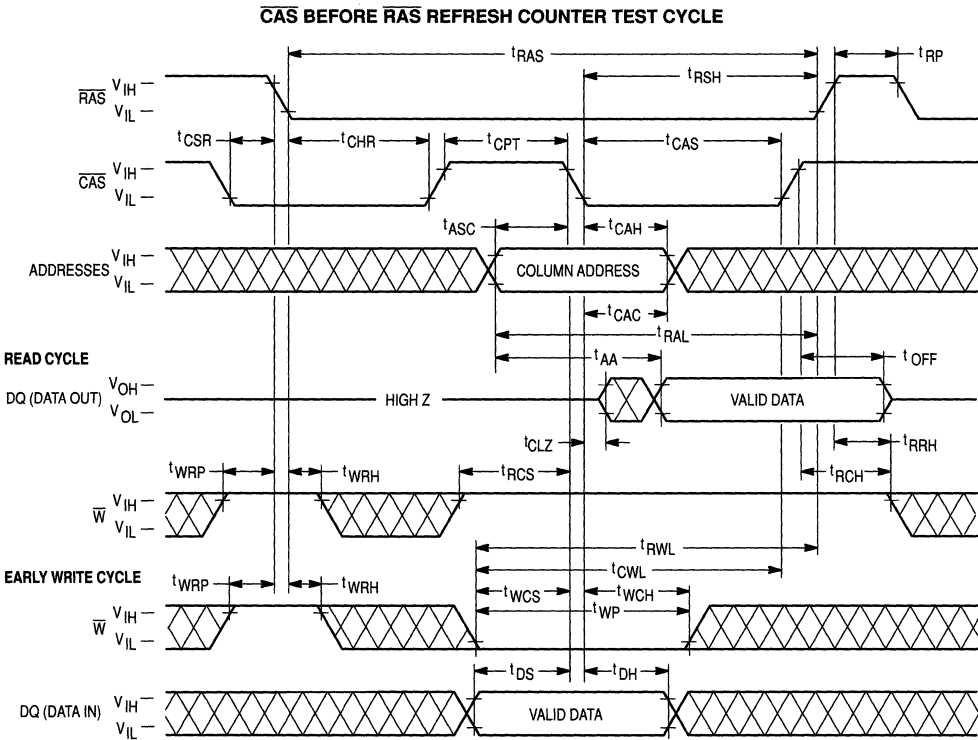 CAS BEFORE RAS REFRESH COUNTER TEST CYCLE
tRAS
tRP
tRSH
RAS
VIH
VIL
tCSR
tCHR
tCPT
tCAS
CAS
VIH
VIL
tASC
tCAH
ADDRESSES
VIH
VIL
COLUMN ADDRESS
tCAC
tRAL
READ CYCLE
tAA
tOFF
DQ (DATA OUT)
VOH
VOL
HIGH Z
VALID DATA
tCLZ
tRRH
tWRP
tWRH
tRCS
tRCH
W
VIH
VIL
tRWL
EARLY WRITE CYCLE
tCWL
tWRP
tWRH
tWCS
tWCH
tWP
W
VIH
VIL
tDS
tDH
DQ (DATA IN)
VIH
VIL
VALID DATA